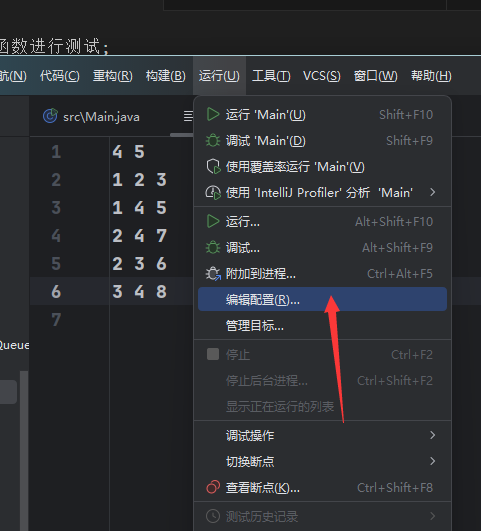 函数进行测试;
航(N) 代码(C) 重构(R) 构建(B) 运行(U) 工具(T) VCS(S) 窗口(W) 帮助(H)
src\Main.java
1 4 5
2 1 2 3
3 1 4 5
4 2 4 7
5 2 3 6
6 3 4 8
7
Queue
运行 'Main'(U) Shift+F10
调试 'Main'(D) Shift+F9
使用覆盖率运行 'Main'(V)
使用 'IntelliJ Profiler' 分析 'Main'
运行... Alt+Shift+F10
调试... Alt+Shift+F9
附加到进程... Ctrl+Alt+F5
编辑配置(R)...
管理目标...
停止 Ctrl+F2
停止后台进程... Ctrl+Shift+F2
显示正在运行的列表
调试操作
切换断点
查看断点(K)... Ctrl+Shift+F8
测试历史记录